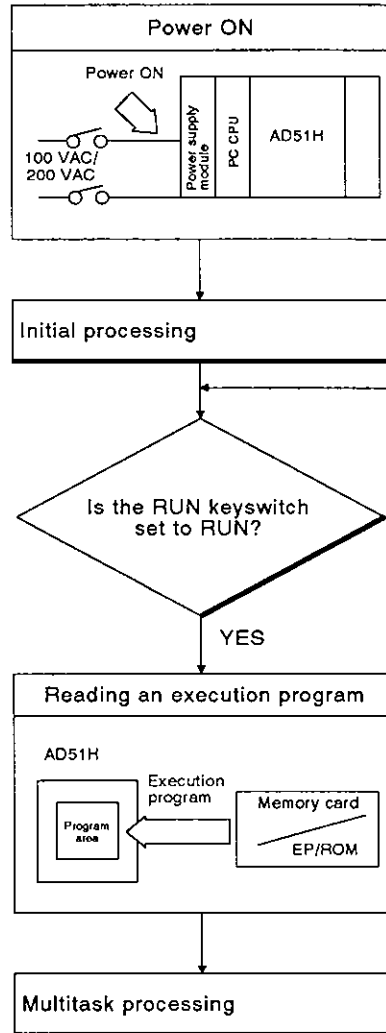 Power ON
Power ON
100 VAC/
200 VAC
Power supply
module
PC CPU
AD51H
Initial processing
Is the RUN keyswitch
set to RUN?
YES
Reading an execution program
AD51H
Execution
program
Program
area
Memory card
EP/ROM
Multitask processing